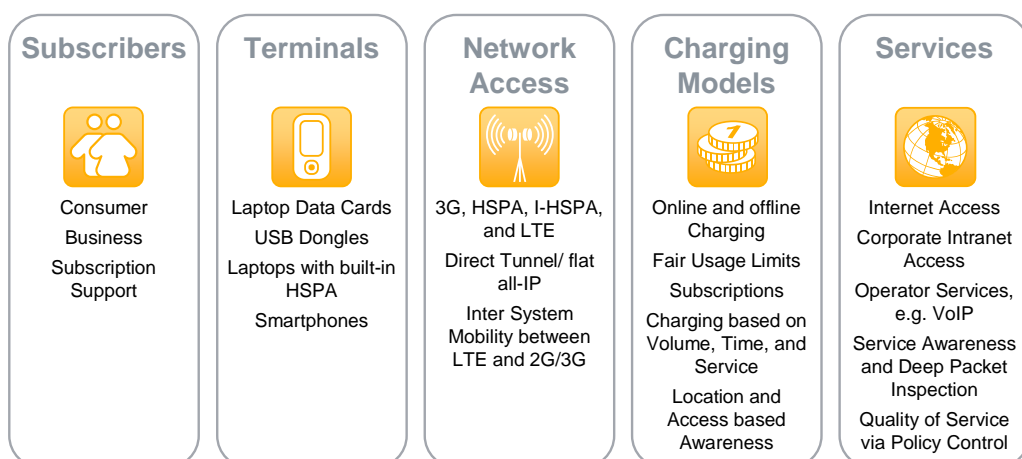 Subscribers
Consumer
Business
Subscription
Support
Terminals
Laptop Data Cards
USB Dongles
Laptops with built-in
HSPA
Smartphones
Network
Access
3G, HSPA, I-HSPA,
and LTE
Direct Tunnel/ flat
all-IP
Inter System
Mobility between
LTE and 2G/3G
Charging
Models
1
Online and offline
Charging
Fair Usage Limits
Subscriptions
Charging based on
Volume, Time, and
Service
Location and
Access based
Awareness
Services
Internet Access
Corporate Intranet
Access
Operator Services,
e.g. VoIP
Service Awareness
and Deep Packet
Inspection
Quality of Service
via Policy Control